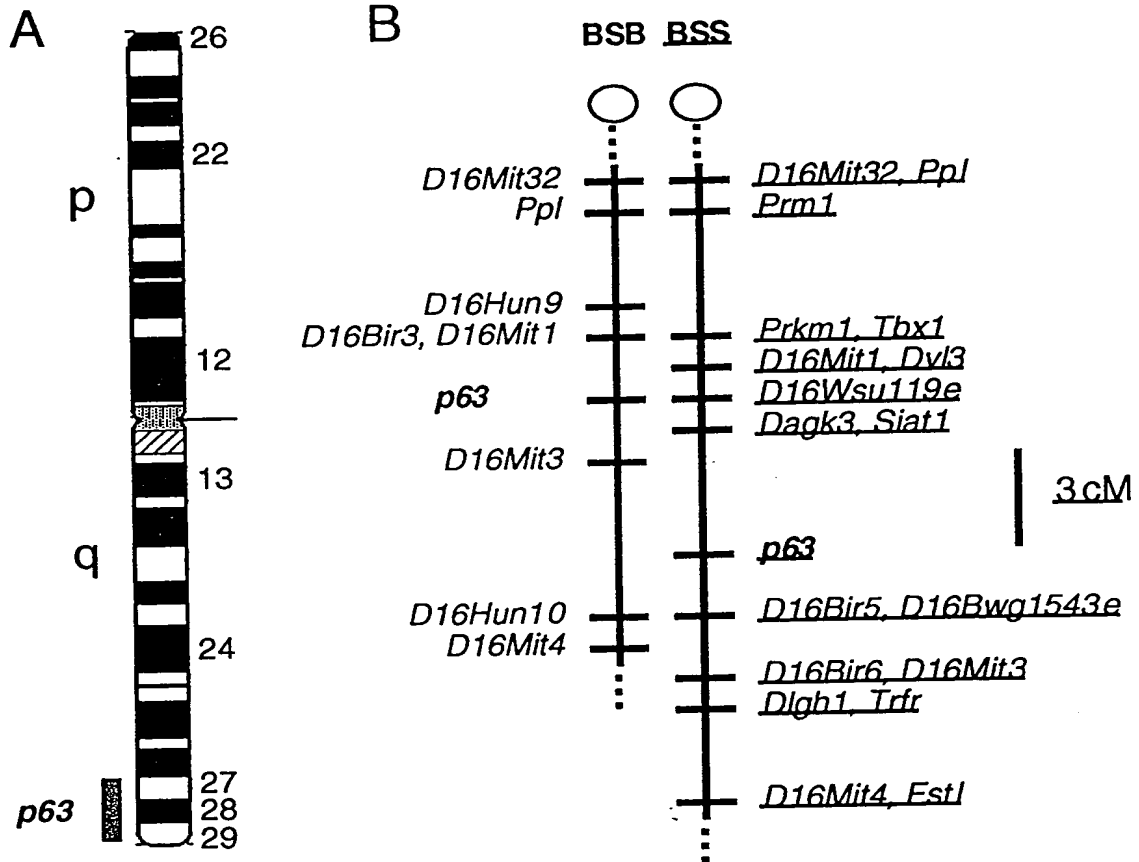 A
26
22
p
12
13
q
24
27
28
29
p63
B
BSB BSS
D16Mit32
Ppl
D16Hun9
D16Bir3, D16Mit1
p63
D16Mit3
D16Hun10
D16Mit4
D16Mit32, Ppl
Prm1
Prkm1, Tbx1
D16Mit1, Dvl3
D16Wsu119e
Dagk3, Siat1
p63
D16Bir5, D16Bwg1543e
D16Bir6, D16Mit3
Dlgh1, Trfr
D16Mit4, Estl
3 cM